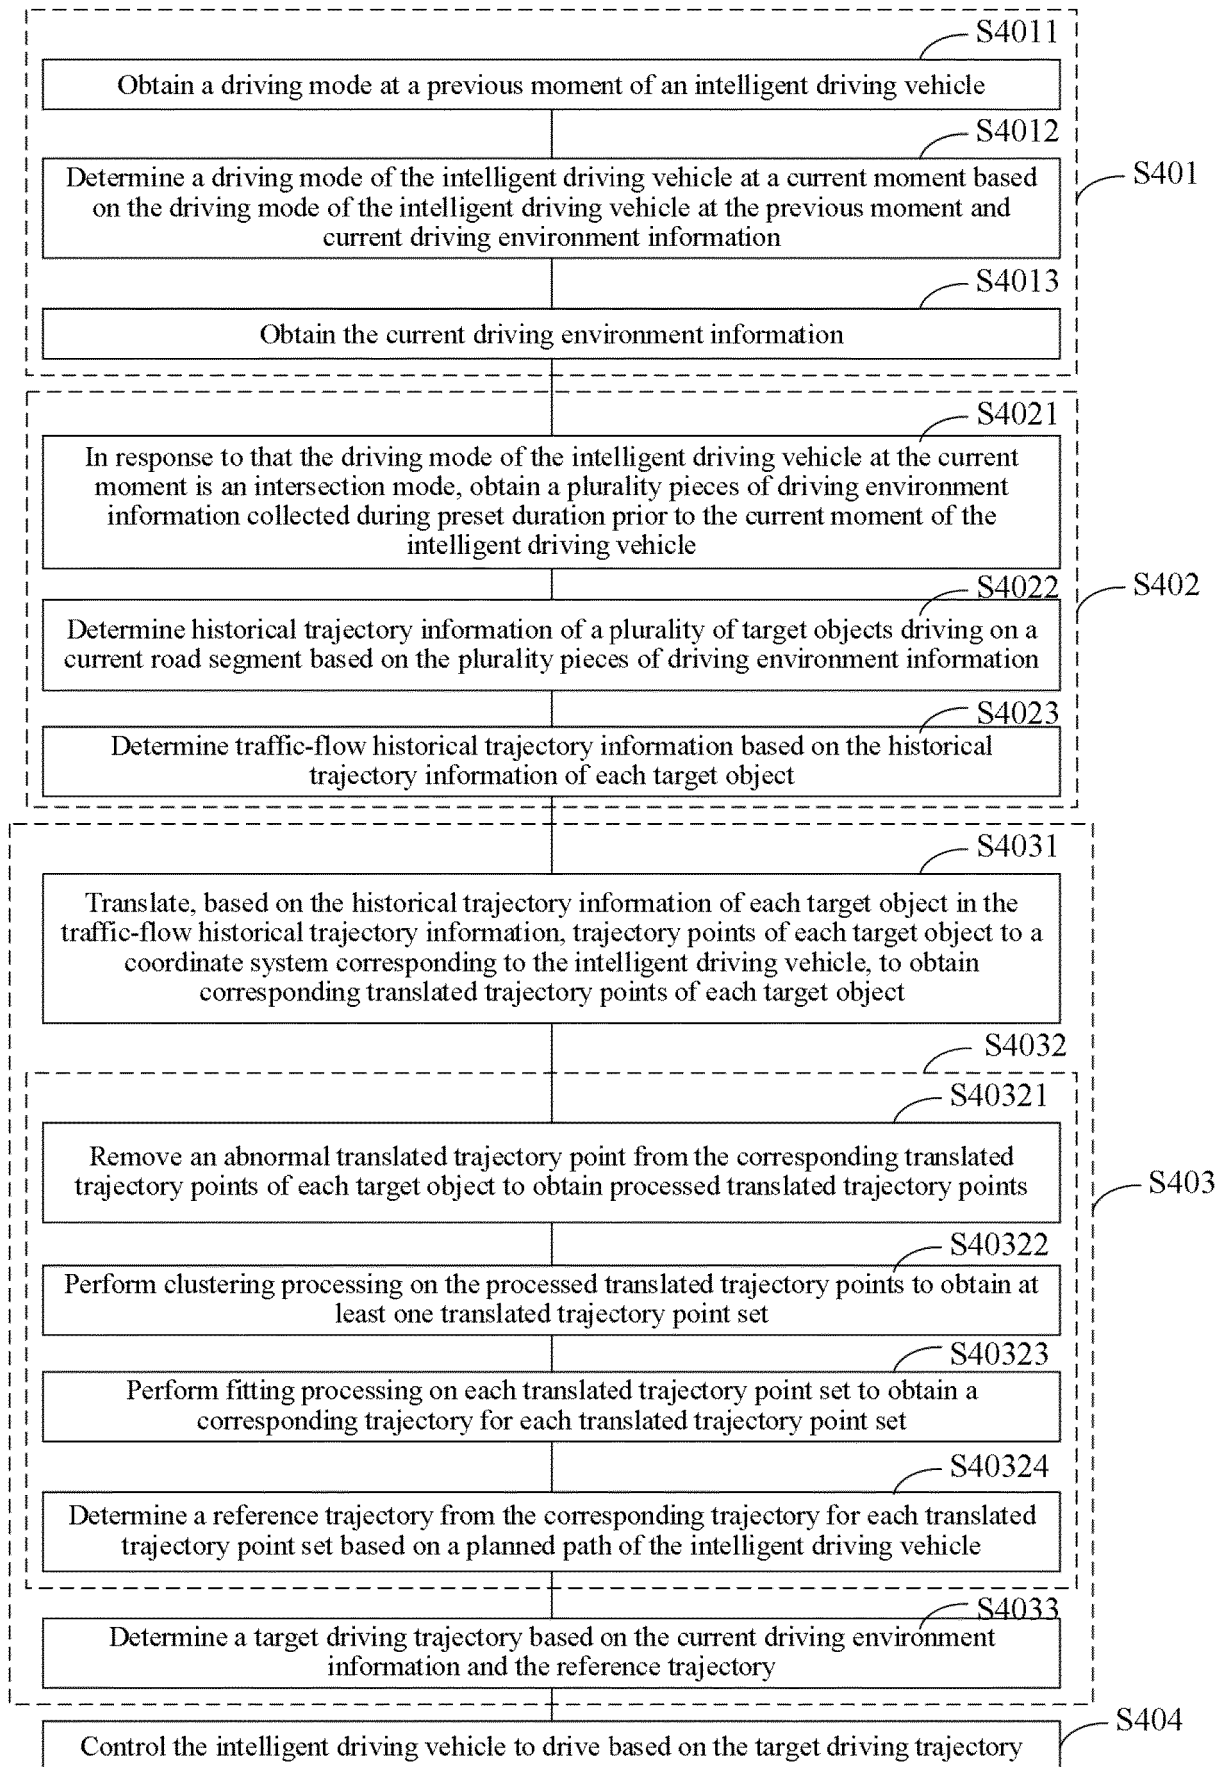 S4011
Obtain a driving mode at a previous moment of an intelligent driving vehicle
S4012
Determine a driving mode of the intelligent driving vehicle at a current moment based
on the driving mode of the intelligent driving vehicle at the previous moment and
current driving environment information
S401
S4013
Obtain the current driving environment information
S4021
In response to that the driving mode of the intelligent driving vehicle at the current
moment is an intersection mode, obtain a plurality pieces of driving environment
information collected during preset duration prior to the current moment of the
intelligent driving vehicle
S402
S4022
Determine historical trajectory information of a plurality of target objects driving on a
current road segment based on the plurality pieces of driving environment information
S4023
Determine traffic-flow historical trajectory information based on the historical
trajectory information of each target object
S4031
Translate, based on the historical trajectory information of each target object in the
traffic-flow historical trajectory information, trajectory points of each target object to a
coordinate system corresponding to the intelligent driving vehicle, to obtain
corresponding translated trajectory points of each target object
S4032
S40321
Remove an abnormal translated trajectory point from the corresponding translated
trajectory points of each target object to obtain processed translated trajectory points
S403
S40322
Perform clustering processing on the processed translated trajectory points to obtain at
least one translated trajectory point set
S40323
Perform fitting processing on each translated trajectory point set to obtain a
corresponding trajectory for each translated trajectory point set
S40324
Determine a reference trajectory from the corresponding trajectory for each translated
trajectory point set based on a planned path of the intelligent driving vehicle
S4033
Determine a target driving trajectory based on the current driving environment
information and the reference trajectory
S404
Control the intelligent driving vehicle to drive based on the target driving trajectory